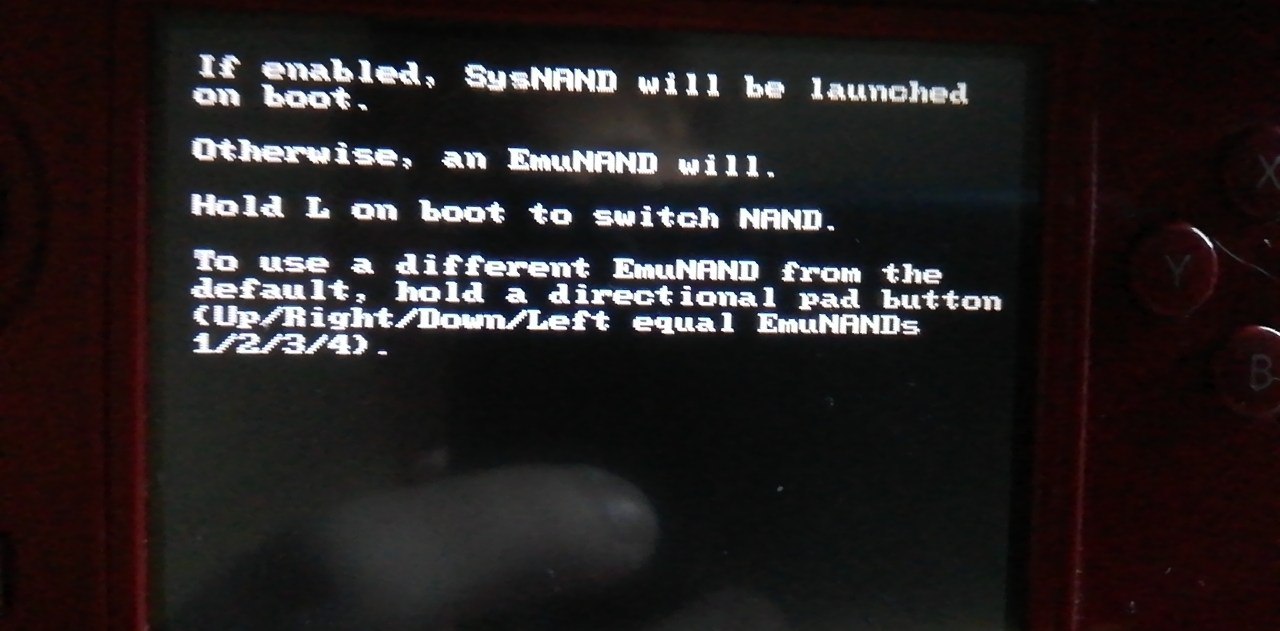 If enabled, SysNAND will be launched
on boot.
Otherwise, an EmuNAND will.
Hold L on boot to switch NAND.
To use a different EmuNAND from the
default, hold a directional pad button
(Up/Right/Down/Left equal EmuNANDs
1/2/3/4).
X
Y
B